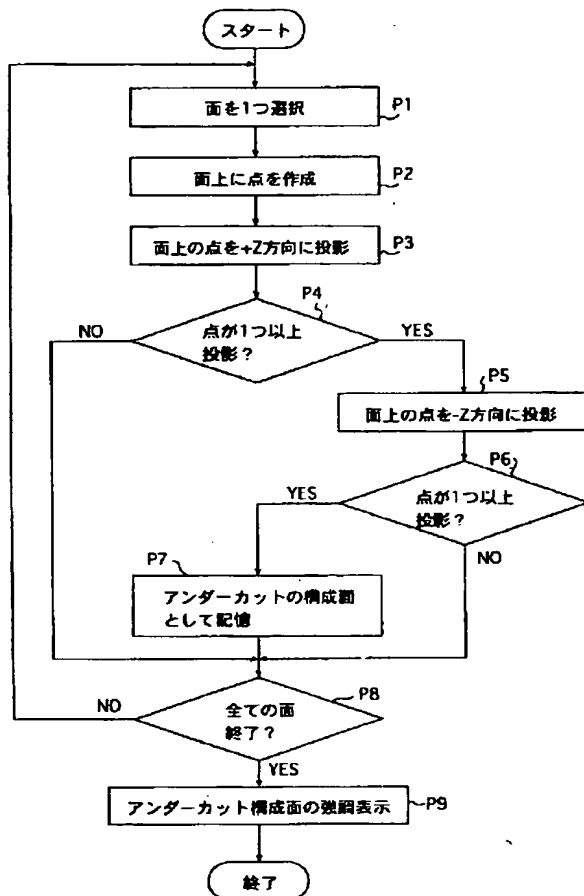 スタート
面を1つ選択
P1
面上に点を作成
P2
面上の点を+Z方向に投影
P3
P4
点が1つ以上
投影？
NO
YES
P5
面上の点を-Z方向に投影
P6
点が1つ以上
投影？
YES
NO
P7
アンダーカットの構成面
として記憶
P8
全ての面
終了？
NO
YES
アンダーカット構成面の強調表示
P9
終了